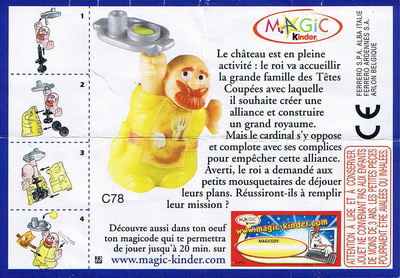 1
2
3
4
MAGiC
Kinder
Le château est en pleine
activité : le roi va accueillir
la grande famille des Têtes
Coupées avec laquelle
il souhaite créer une
alliance et construire
un grand royaume.
Mais le cardinal s'y oppose
et complote avec ses complices
pour empêcher cette alliance.
Averti, le roi a demandé aux
petits mousquetaires de déjouer
leurs plans. Réussiront-ils à remplir
leur mission ?
C78
Découvre aussi dans ton oeuf
ton magicode qui te permettra
de jouer jusqu'à 20 min. sur
www.magic-kinder.com
www.magic-kinder.com
MAGICODE
FERRERO S.P.A. ALBA ITALIE
FERRERO ARDENNES S.A.
ARLON BELGIQUE
CE
ATTENTION A LIRE ET A CONSERVER:
JOUET NE CONVENANT PAS AUX ENFANTS
DE MOINS DE 3 ANS. LES PETITES PIÈCES
POURRAIENT ÊTRE AVALÉES OU INHALÉES.